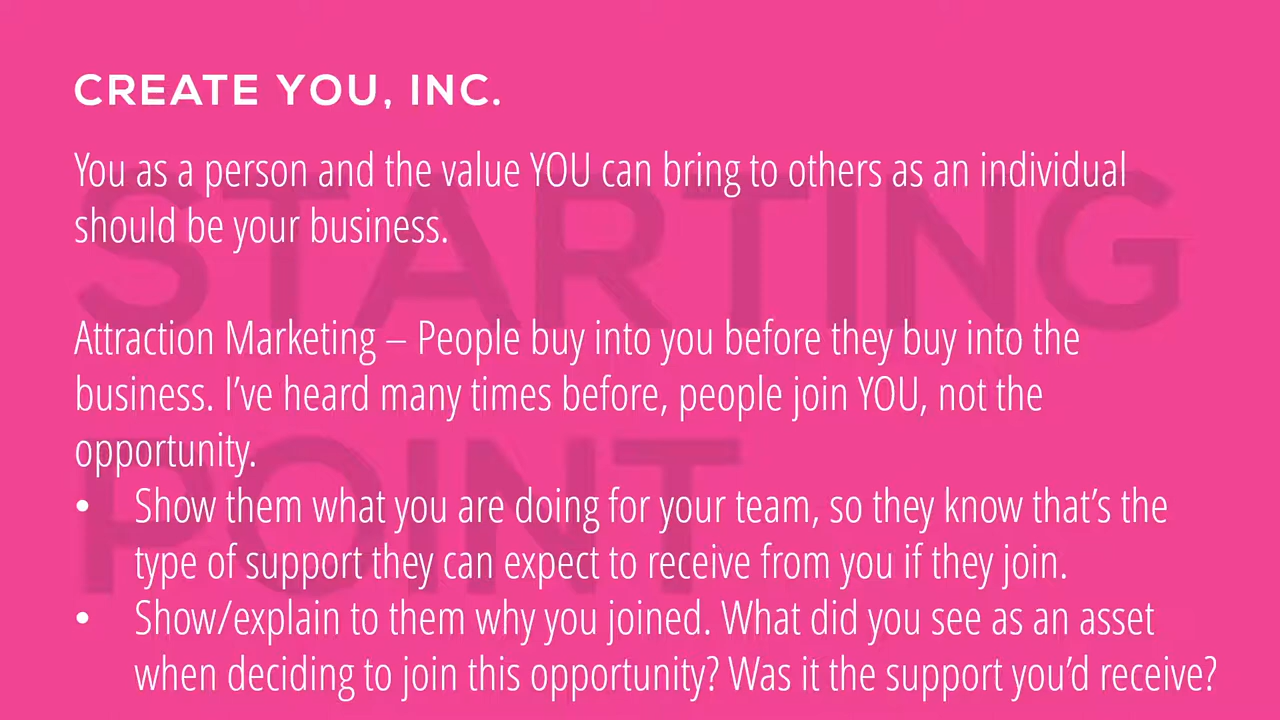 CREATE YOU, INC.
You as a person and the value YOU can bring to others as an individual
should be your business.
STARTING
Attraction Marketing – People buy into you before they buy into the
business. I’ve heard many times before, people join YOU, not the
opportunity.
POINT
• Show them what you are doing for your team, so they know that’s the
type of support they can expect to receive from you if they join.
• Show/explain to them why you joined. What did you see as an asset
when deciding to join this opportunity? Was it the support you’d receive?